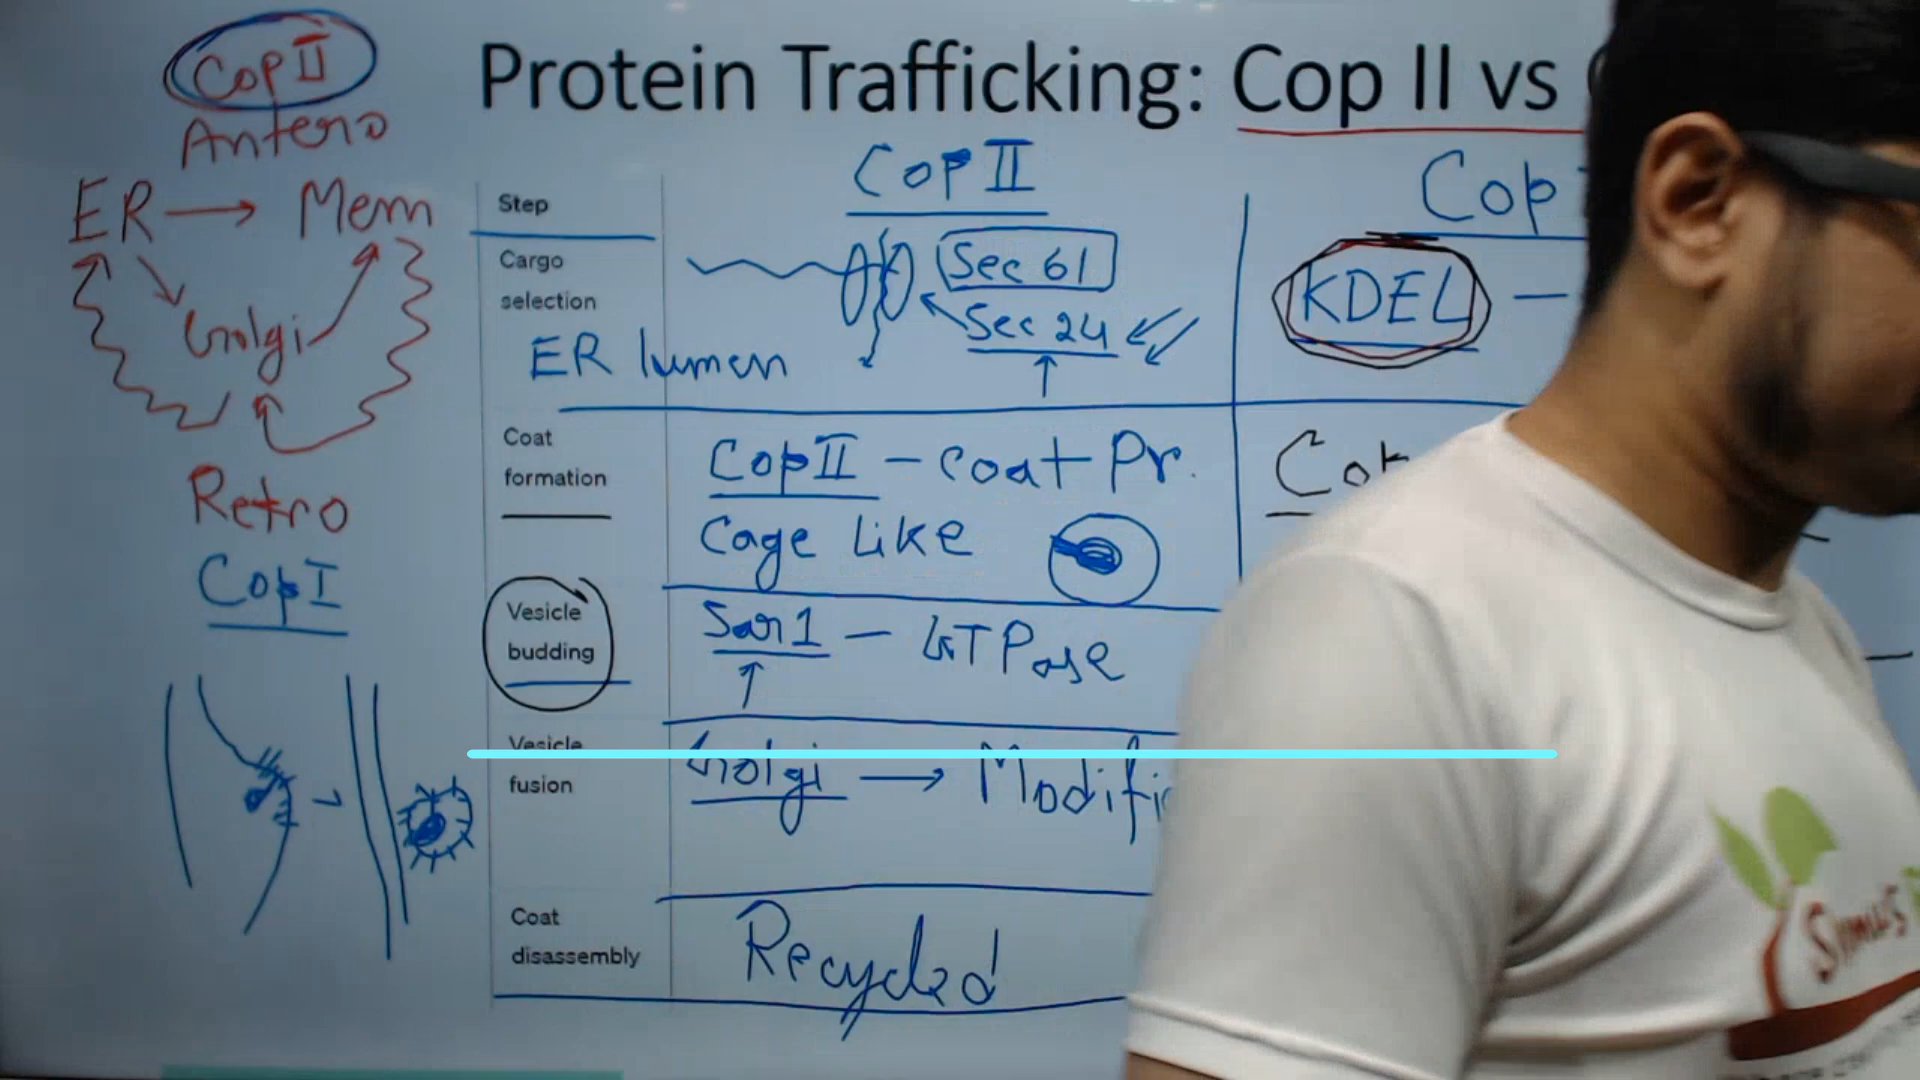 Cop II
Antero
ER → Mem
Golgi
Retro
Cop I
Protein Trafficking: Cop II vs
Cop II
Cop
Step
Cargo
selection
ER lumen
Sec 61
Sec 24
KDEL —
Coat
formation
Cop II - coat Pr.
Cage Like
Vesicle
budding
Sar1 — GTPase
Vesicle
fusion
Golgi → Modific
Coat
disassembly
Recycled